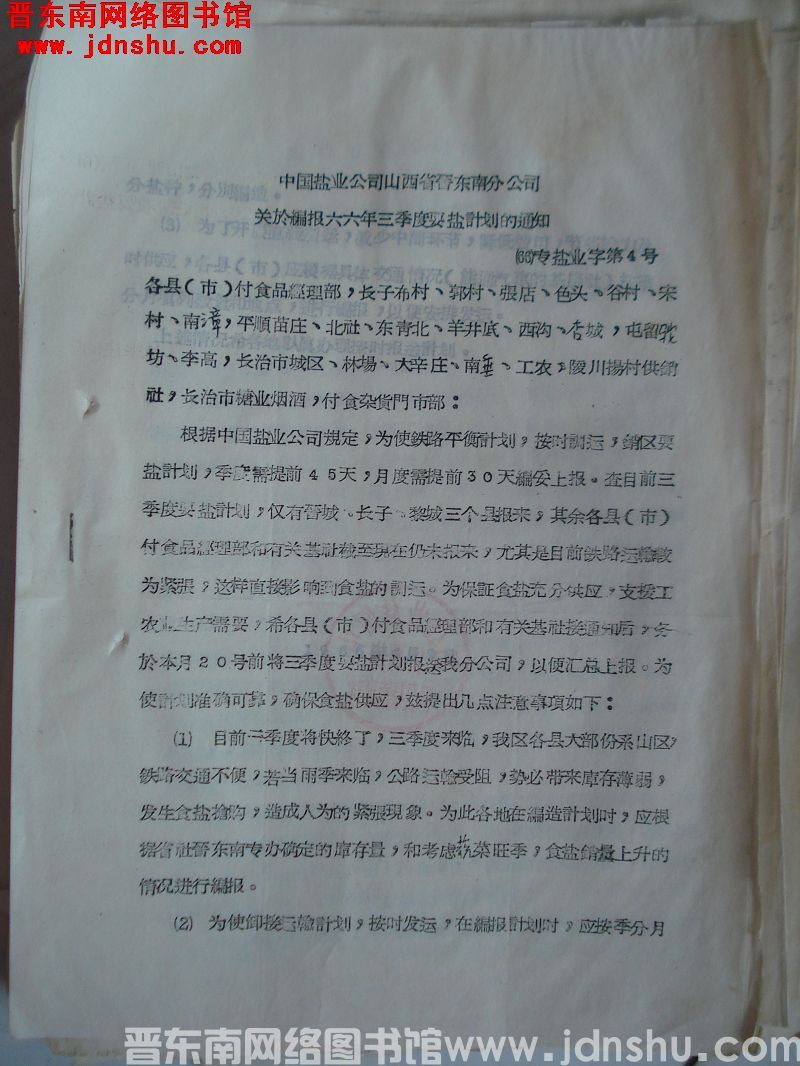 晋东南网络图书馆
www.jdnshu.com
中国盐业公司山西省晋东南分公司
关於編报六六年三季度要盐計划的通知
(66)专盐业字第4号
各县(市)付食品經理部,长子布村、郭村、張店、色头、谷村、宋
村、南漳,平順苗庄、北社、东青北、羊井底、西沟、杏城,屯留
坊、李高,长治市城区、林場、大辛庄、南垂、工农,陵川揚村供銷
社,长治市糖业烟酒,付食杂貨門市部:
根据中国盐业公司規定,为使鉄路平衡計划,按时調运,銷区要
盐計划,季度需提前45天,月度需提前30天編妥上报。查目前三
季度要盐計划,仅有晋城、长子、黎城三个县报来,其余各县(市)
付食品經理部和有关基社截至現在仍未报来,尤其是目前鉄路运輸較
为紧張,这样直接影响到食盐的調运。为保証食盐充分供应,支援工
农业生产需要,希各县(市)付食品經理部和有关基社接通知后,务
於本月20号前将三季度要盐計划报送我分公司,以便汇总上报。为
使計划准确可靠,确保食盐供应,玆提出几点注意事項如下:
(1) 目前二季度将快終了,三季度来临,我区各县大部份系山区,
鉄路交通不便,若当雨季来临,公路运輸受阻,势必带来庫存薄弱,
发生食盐搶购,造成人为的紧張現象。为此各地在編造計划时,应根
据省社晋东南专办确定的庫存量,和考虑蔬菜旺季,食盐銷量上升的
情况进行編报。
(2) 为使卸接运輸計划,按时发运,在編报計划时,应按季分月
晋东南网络图书馆www.jdnshu.com